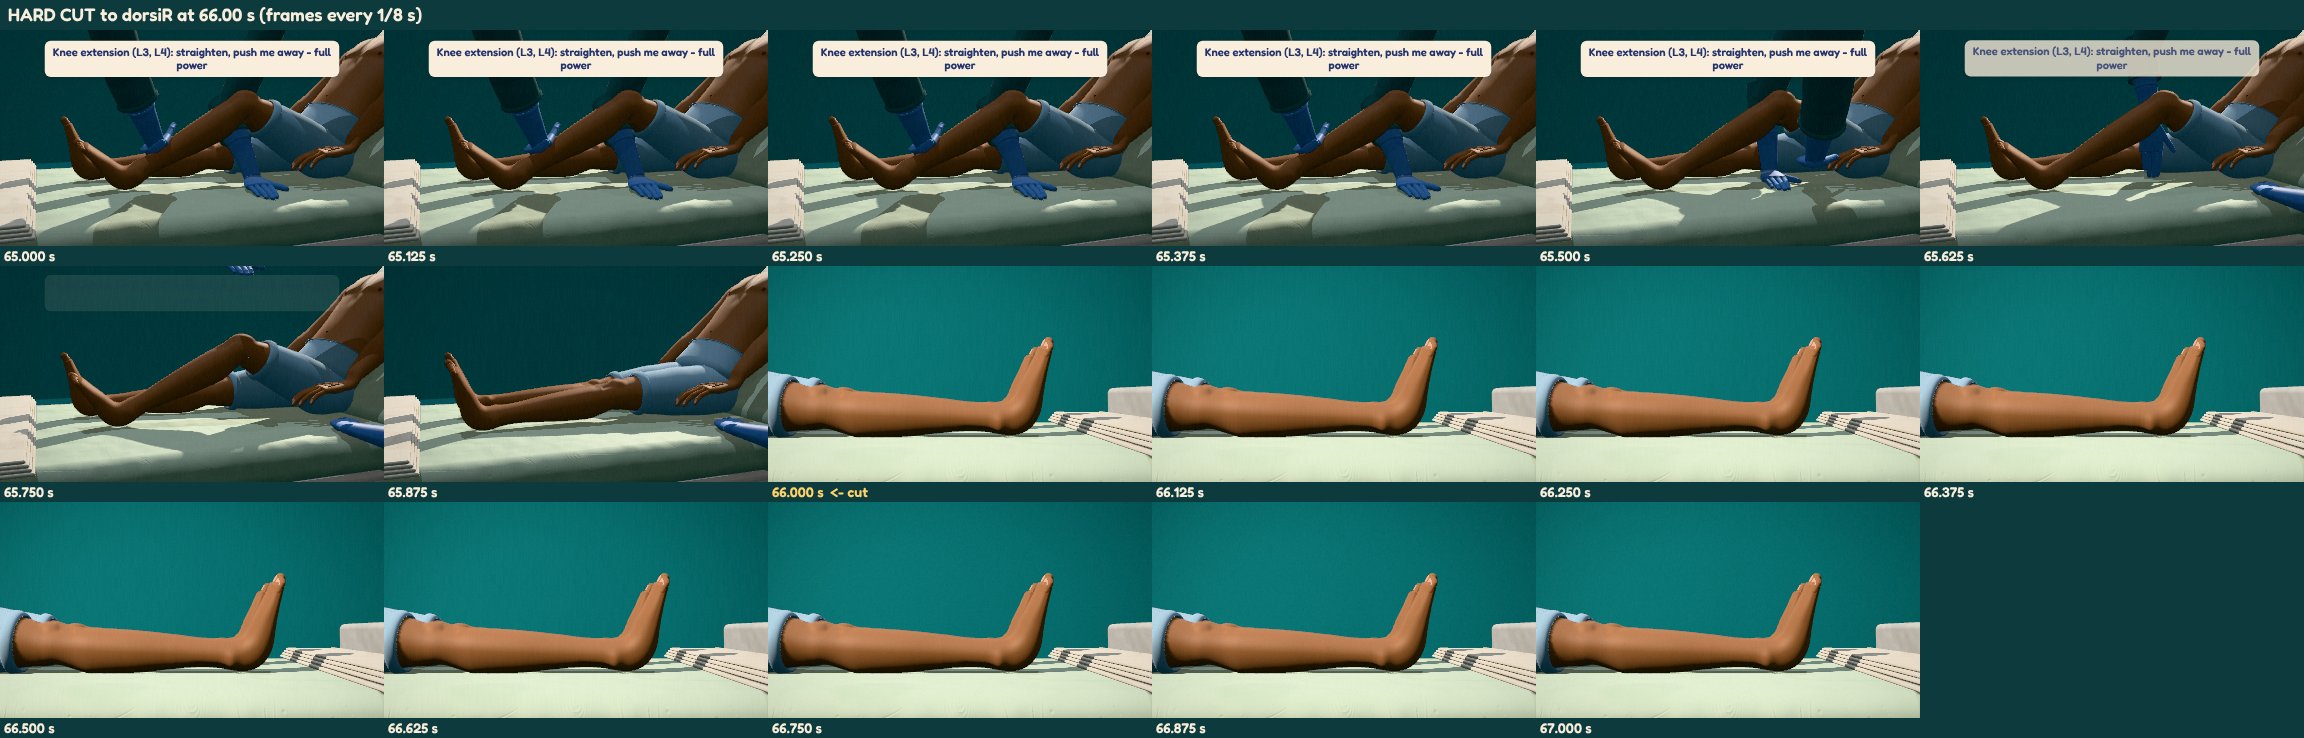 HARD CUT to dorsiR at 66.00 s (frames every 1/8 s)
Knee extension (L3, L4): straighten, push me away - full
power
Knee extension (L3, L4): straighten, push me away - full
power
Knee extension (L3, L4): straighten, push me away - full
power
Knee extension (L3, L4): straighten, push me away - full
power
Knee extension (L3, L4): straighten, push me away - full
power
Knee extension (L3, L4): straighten, push me away - full
power
65.000 s
65.125 s
65.250 s
65.375 s
65.500 s
65.625 s
65.750 s
65.875 s
66.000 s <- cut
66.125 s
66.250 s
66.375 s
66.500 s
66.625 s
66.750 s
66.875 s
67.000 s